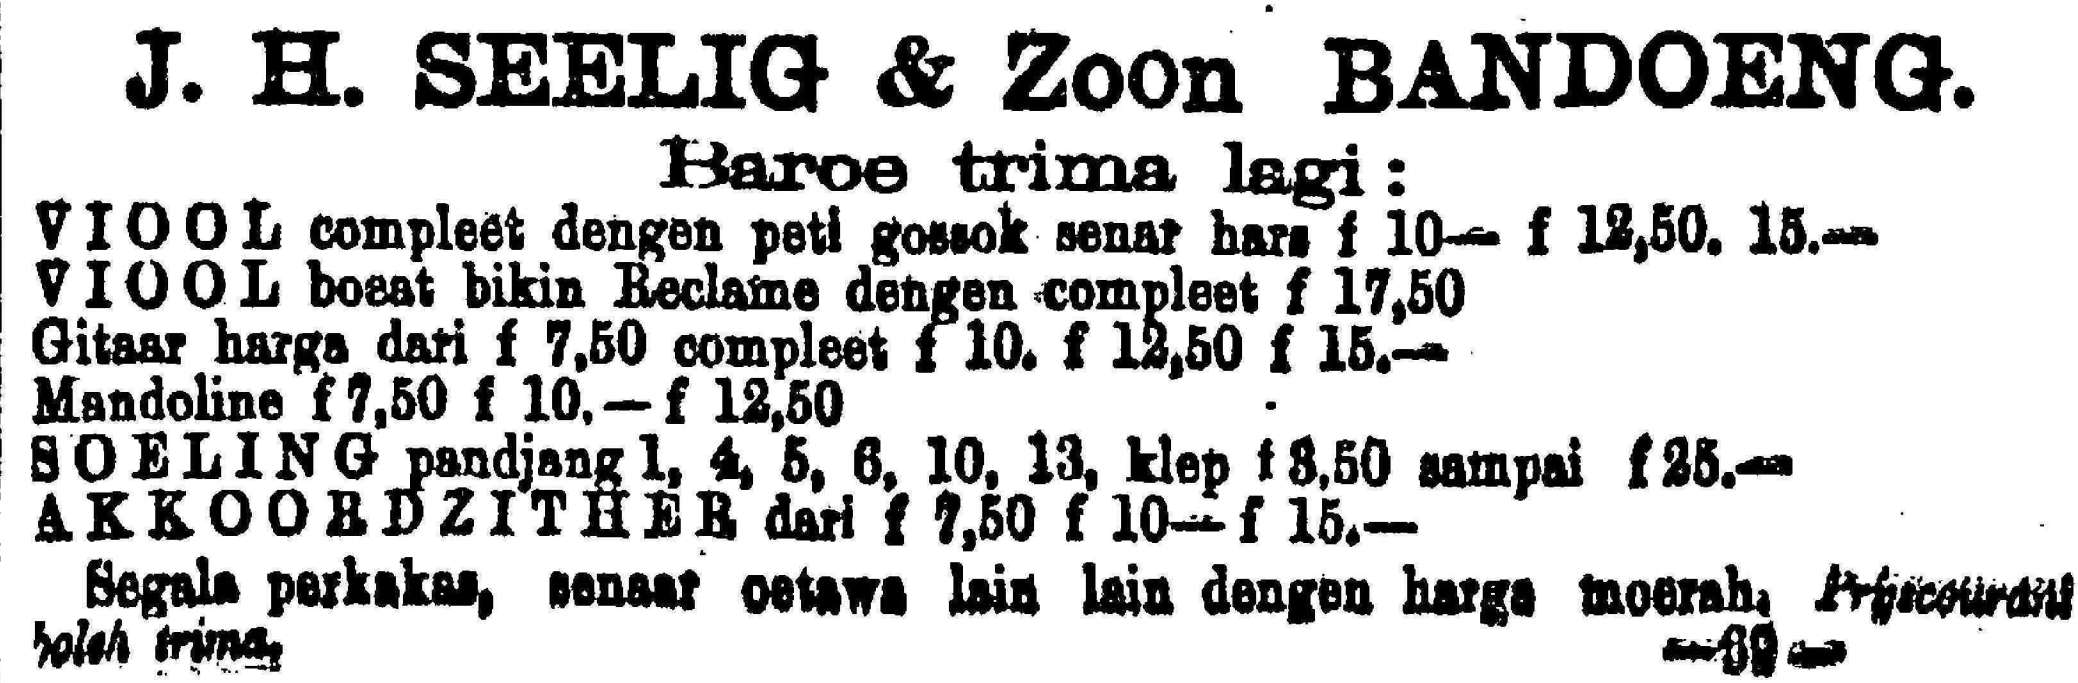 J. H. SEELIG & Zoon BANDOENG.
Baroe trima lagi:
VIOOL compleet dengen peti gossok senar hars f 10— f 12,50. 15.—
VIOOL boeat bikin Reclame dengen compleet f 17,50
Gitaar harga dari f 7,50 compleet f 10. f 12,50 f 15.—
Mandoline f 7,50 f 10.— f 12,50
SOELING pandjang 1, 4, 5, 6, 10, 13, klep f 3.50 sampai f 25.—
AKKOORDZITHER dari f 7,50 f 10— f 15.—
Segala perkakas, senaar oetawa lain lain dengen harga moerah. Prijscourant
boleh trima.